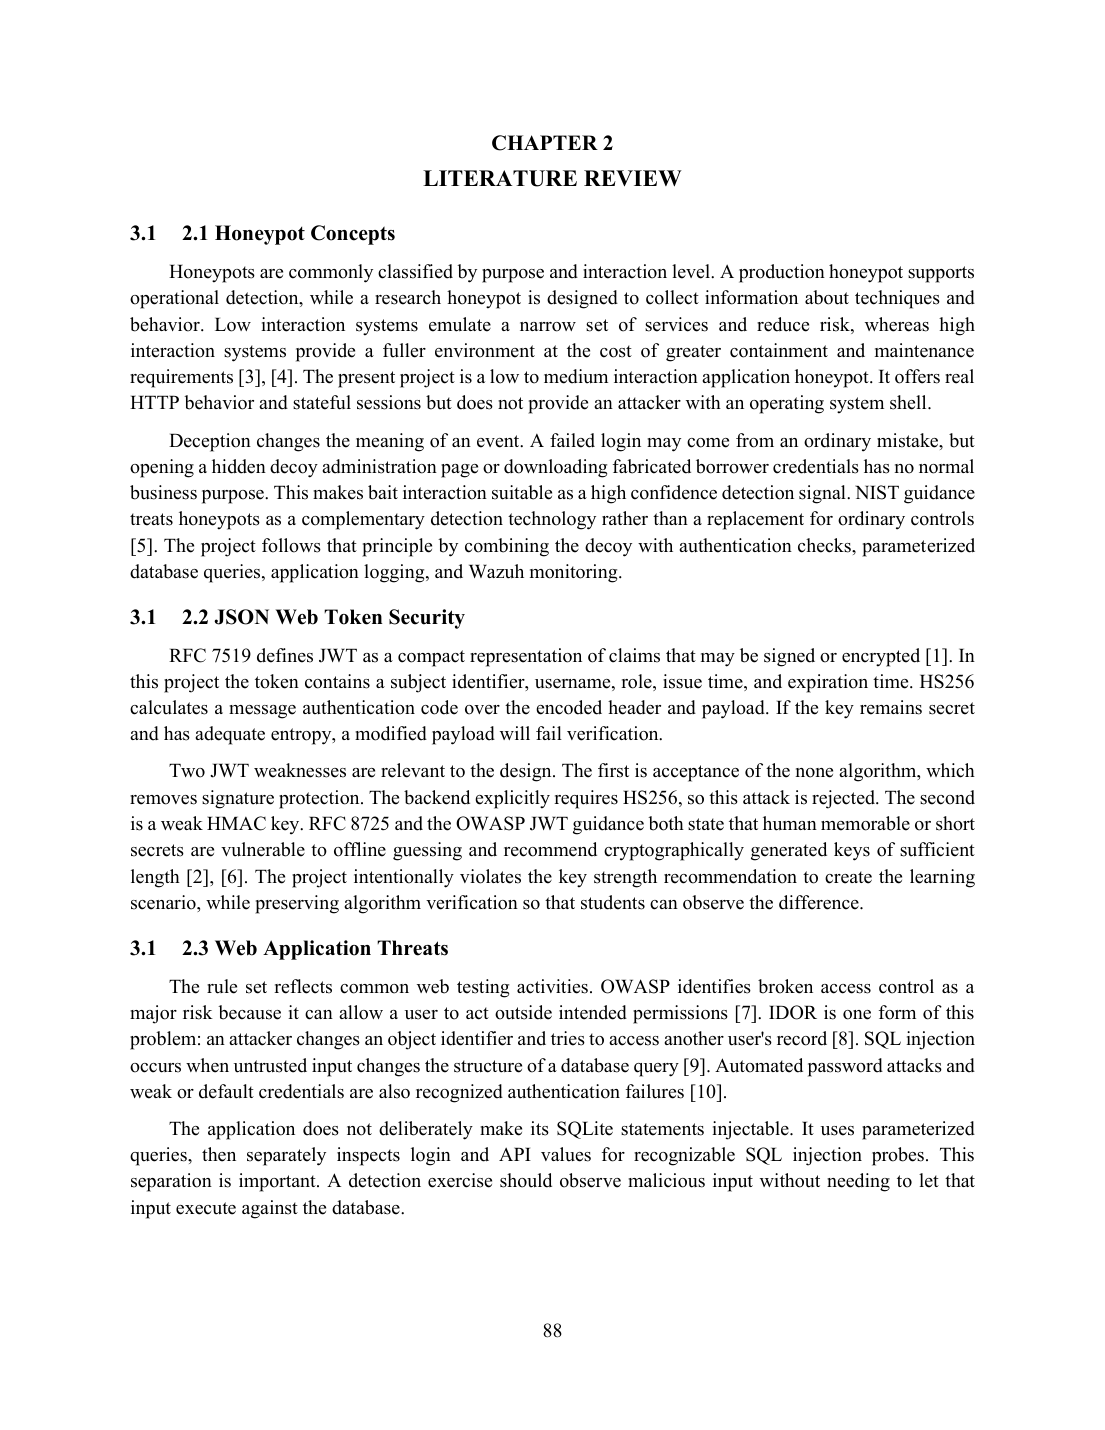 CHAPTER 2
LITERATURE REVIEW
3.1 2.1 Honeypot Concepts
Honeypots are commonly classified by purpose and interaction level. A production honeypot supports
operational detection, while a research honeypot is designed to collect information about techniques and
behavior. Low interaction systems emulate a narrow set of services and reduce risk, whereas high
interaction systems provide a fuller environment at the cost of greater containment and maintenance
requirements [3], [4]. The present project is a low to medium interaction application honeypot. It offers real
HTTP behavior and stateful sessions but does not provide an attacker with an operating system shell.
Deception changes the meaning of an event. A failed login may come from an ordinary mistake, but
opening a hidden decoy administration page or downloading fabricated borrower credentials has no normal
business purpose. This makes bait interaction suitable as a high confidence detection signal. NIST guidance
treats honeypots as a complementary detection technology rather than a replacement for ordinary controls
[5]. The project follows that principle by combining the decoy with authentication checks, parameterized
database queries, application logging, and Wazuh monitoring.
3.1 2.2 JSON Web Token Security
RFC 7519 defines JWT as a compact representation of claims that may be signed or encrypted [1]. In
this project the token contains a subject identifier, username, role, issue time, and expiration time. HS256
calculates a message authentication code over the encoded header and payload. If the key remains secret
and has adequate entropy, a modified payload will fail verification.
Two JWT weaknesses are relevant to the design. The first is acceptance of the none algorithm, which
removes signature protection. The backend explicitly requires HS256, so this attack is rejected. The second
is a weak HMAC key. RFC 8725 and the OWASP JWT guidance both state that human memorable or short
secrets are vulnerable to offline guessing and recommend cryptographically generated keys of sufficient
length [2], [6]. The project intentionally violates the key strength recommendation to create the learning
scenario, while preserving algorithm verification so that students can observe the difference.
3.1 2.3 Web Application Threats
The rule set reflects common web testing activities. OWASP identifies broken access control as a
major risk because it can allow a user to act outside intended permissions [7]. IDOR is one form of this
problem: an attacker changes an object identifier and tries to access another user's record [8]. SQL injection
occurs when untrusted input changes the structure of a database query [9]. Automated password attacks and
weak or default credentials are also recognized authentication failures [10].
The application does not deliberately make its SQLite statements injectable. It uses parameterized
queries, then separately inspects login and API values for recognizable SQL injection probes. This
separation is important. A detection exercise should observe malicious input without needing to let that
input execute against the database.
88